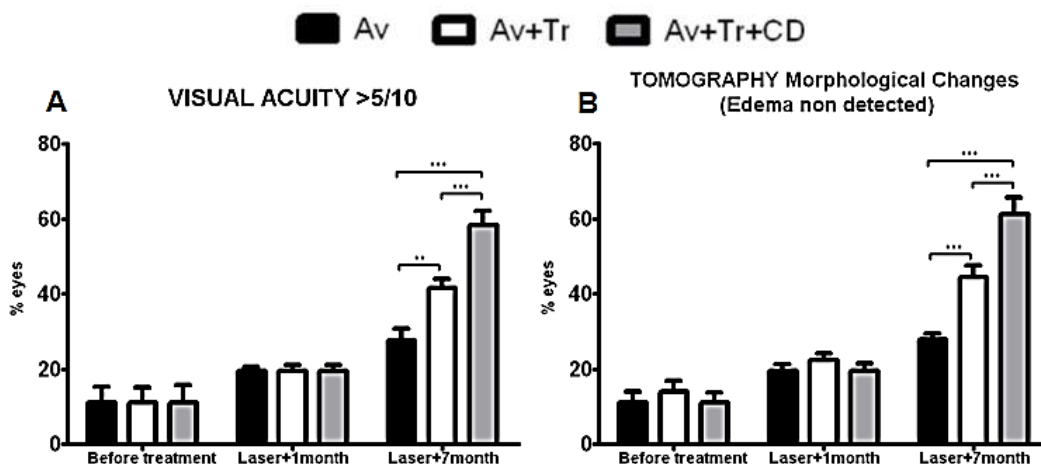 Av Av+Tr Av+Tr+CD
A VISUAL ACUITY >5/10
% eyes
80
60
40
20
0
***
***
**
Before treatment Laser+1month Laser+7month
B TOMOGRAPHY Morphological Changes
(Edema non detected)
% eyes
80
60
40
20
0
***
***
***
Before treatment Laser+1month Laser+7month